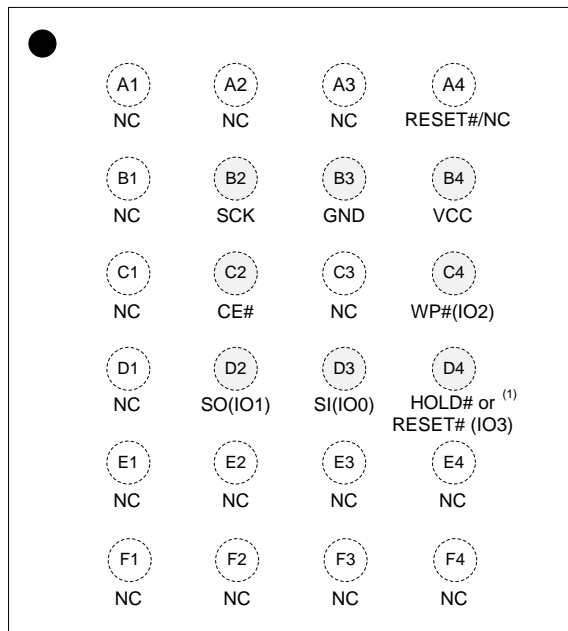 A1 A2 A3 A4
NC NC NC RESET#/NC
B1 B2 B3 B4
NC SCK GND VCC
C1 C2 C3 C4
NC CE# NC WP#(IO2)
D1 D2 D3 D4
NC SO(IO1) SI(IO0) HOLD# or (1)
RESET# (IO3)
E1 E2 E3 E4
NC NC NC NC
F1 F2 F3 F4
NC NC NC NC